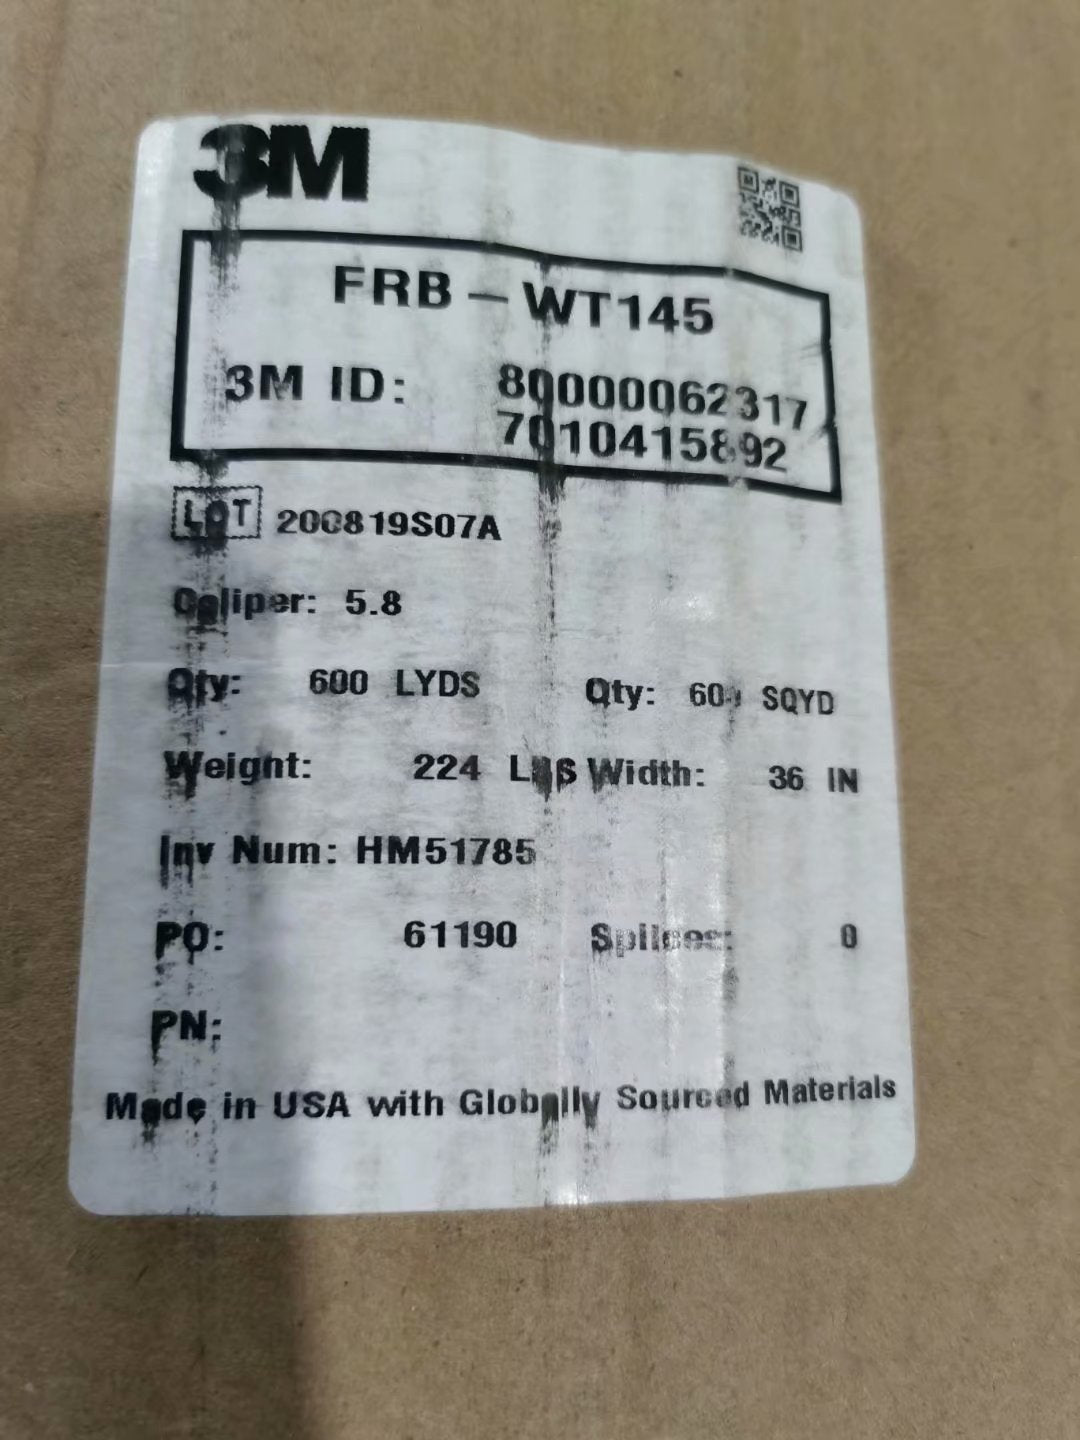 3M
FRB - WT145
3M ID: 80000062317
7010415892
LOT 200819S07A
Caliper: 5.8
Qty: 600 LYDS Qty: 600 SQYD
Weight: 224 LBS Width: 36 IN
Inv Num: HM51785
PO: 61190 Splices: 0
PN:
Made in USA with Globally Sourced Materials